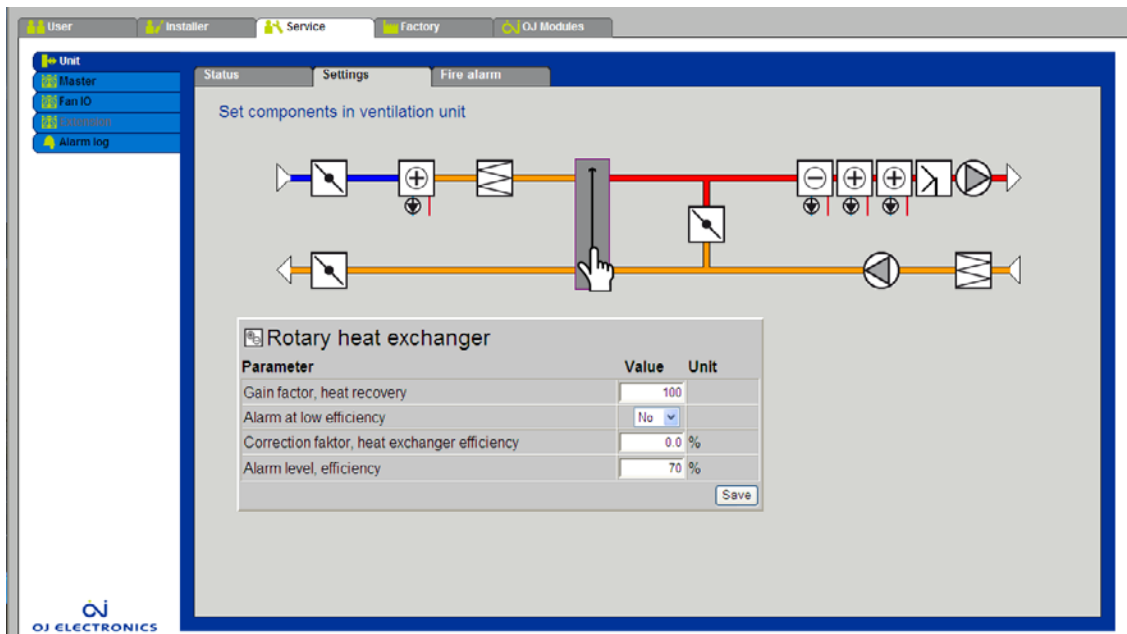 User Installer Service Factory OJ Modules
Unit
Master
Fan IO
Extension
Alarm log
Status Settings Fire alarm
Set components in ventilation unit
Rotary heat exchanger
Parameter Value Unit
Gain factor, heat recovery 100
Alarm at low efficiency No
Correction faktor, heat exchanger efficiency 0.0 %
Alarm level, efficiency 70 %
Save
OJ
OJ ELECTRONICS